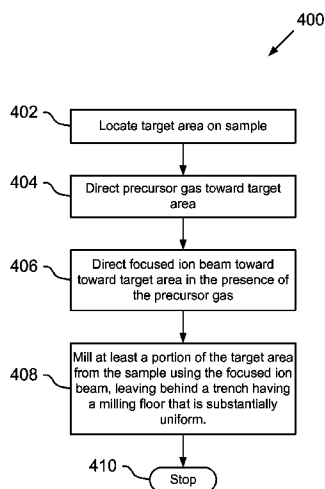 400
402
Locate target area on sample
404
Direct precursor gas toward target
area
406
Direct focused ion beam toward
toward target area in the presence of
the precursor gas
408
Mill at least a portion of the target area
from the sample using the focused ion
beam, leaving behind a trench having
a milling floor that is substantially
uniform.
410
Stop